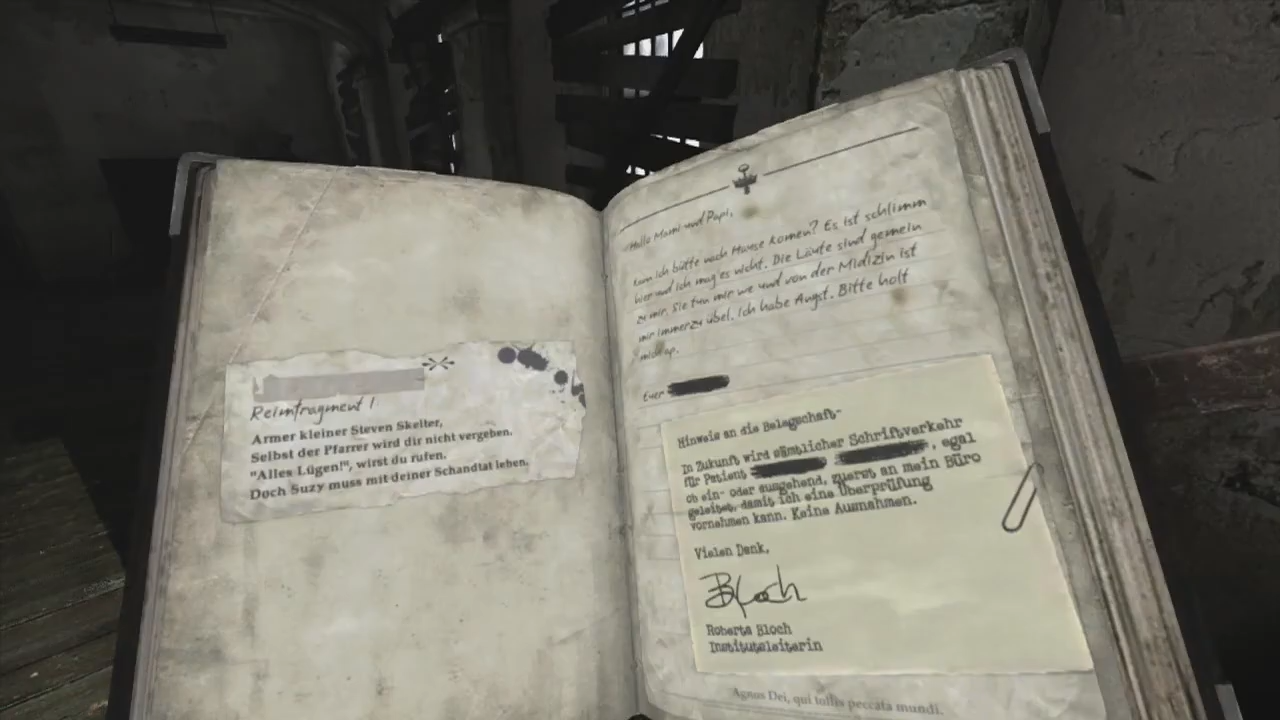 Reimfragment 1
Armer kleiner Steven Skelter,
Selbst der Pfarrer wird dir nicht vergeben.
"Alles Lügen!", wirst du rufen.
Doch Suzy muss mit deiner Schandtat leben.
Hallo Mami und Papi,
kan ich bütte nach Hause komen? Es ist schlimm
hier und ich mag es nicht. Die Läute sind gemein
zu mir. Sie tun mir we und von der Midizin ist
mir immerzu übel. Ich habe Angst. Bitte holt
mich ap.
Euer
Hinweis an die Belegschaft-
In Zukunft wird sämtlicher Schriftverkehr
für Patient , egal
ob ein- oder ausgehend, zuerst an mein Büro
geleitet, damit ich eine Überprüfung
vornehmen kann. Keine Ausnahmen.
Vielen Dank,
Bloch
Roberta Bloch
Institutsleiterin
Agnus Dei, qui tollis peccata mundi.